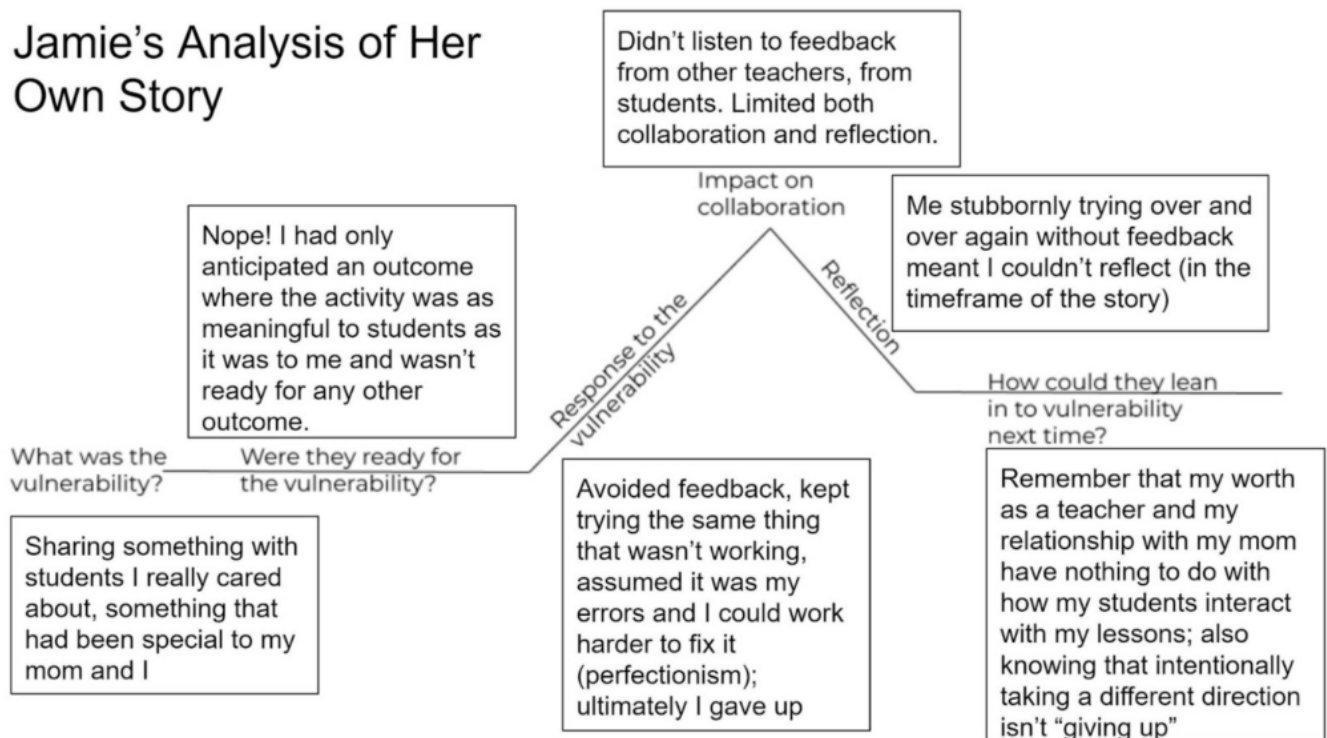 Jamie's Analysis of Her
Own Story
What was the
vulnerability?
Sharing something with
students I really cared
about, something that
had been special to my
mom and I
Were they ready for
the vulnerability?
Nope! I had only
anticipated an outcome
where the activity was as
meaningful to students as
it was to me and wasn't
ready for any other
outcome.
Response to the
vulnerability
Avoided feedback, kept
trying the same thing
that wasn't working,
assumed it was my
errors and I could work
harder to fix it
(perfectionism);
ultimately I gave up
Didn't listen to feedback
from other teachers, from
students. Limited both
collaboration and reflection.
Impact on
collaboration
Reflection
Me stubbornly trying over and
over again without feedback
meant I couldn't reflect (in the
timeframe of the story)
How could they lean
in to vulnerability
next time?
Remember that my worth
as a teacher and my
relationship with my mom
have nothing to do with
how my students interact
with my lessons; also
knowing that intentionally
taking a different direction
isn't "giving up"